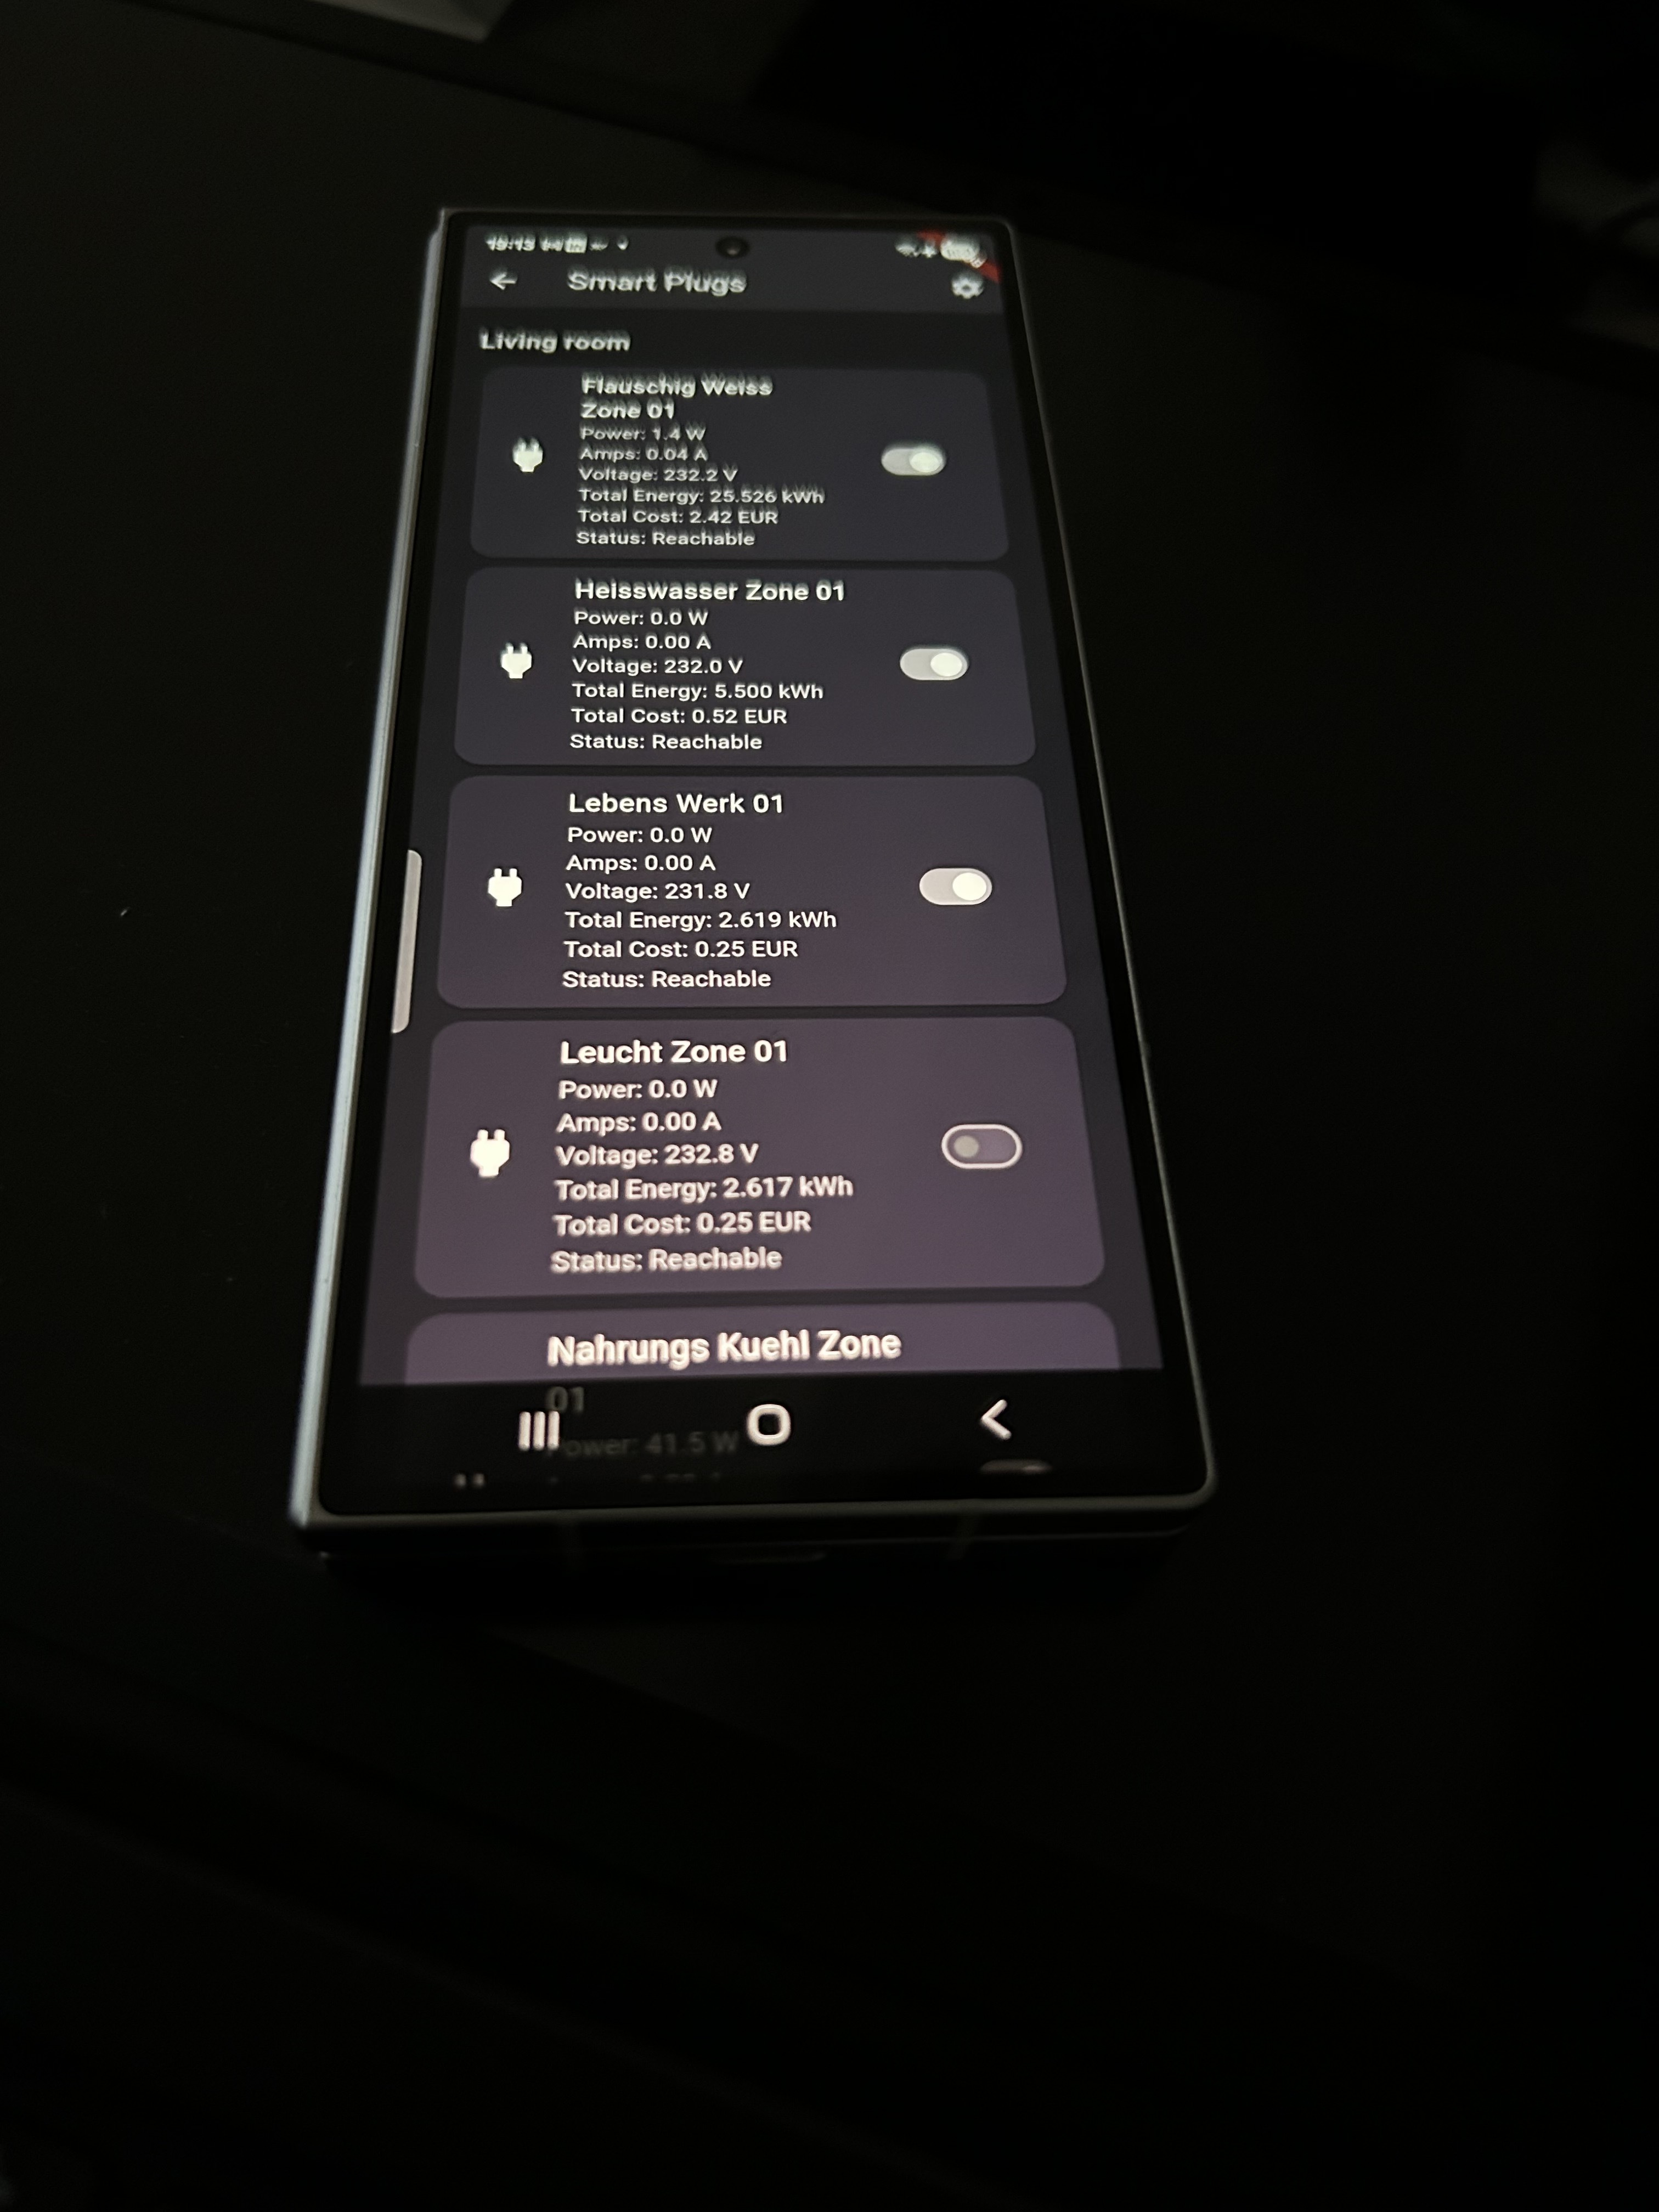 Smart Plugs
Living room
Flauschig Weiss
Zone 01
Power: 1.4 W
Amps: 0.04 A
Voltage: 232.2 V
Total Energy: 25.526 kWh
Total Cost: 2.42 EUR
Status: Reachable
Heisswasser Zone 01
Power: 0.0 W
Amps: 0.00 A
Voltage: 232.0 V
Total Energy: 5.500 kWh
Total Cost: 0.52 EUR
Status: Reachable
Lebens Werk 01
Power: 0.0 W
Amps: 0.00 A
Voltage: 231.8 V
Total Energy: 2.619 kWh
Total Cost: 0.25 EUR
Status: Reachable
Leucht Zone 01
Power: 0.0 W
Amps: 0.00 A
Voltage: 232.8 V
Total Energy: 2.617 kWh
Total Cost: 0.25 EUR
Status: Reachable
Nahrungs Kuehl Zone
01
Power: 41.5 W